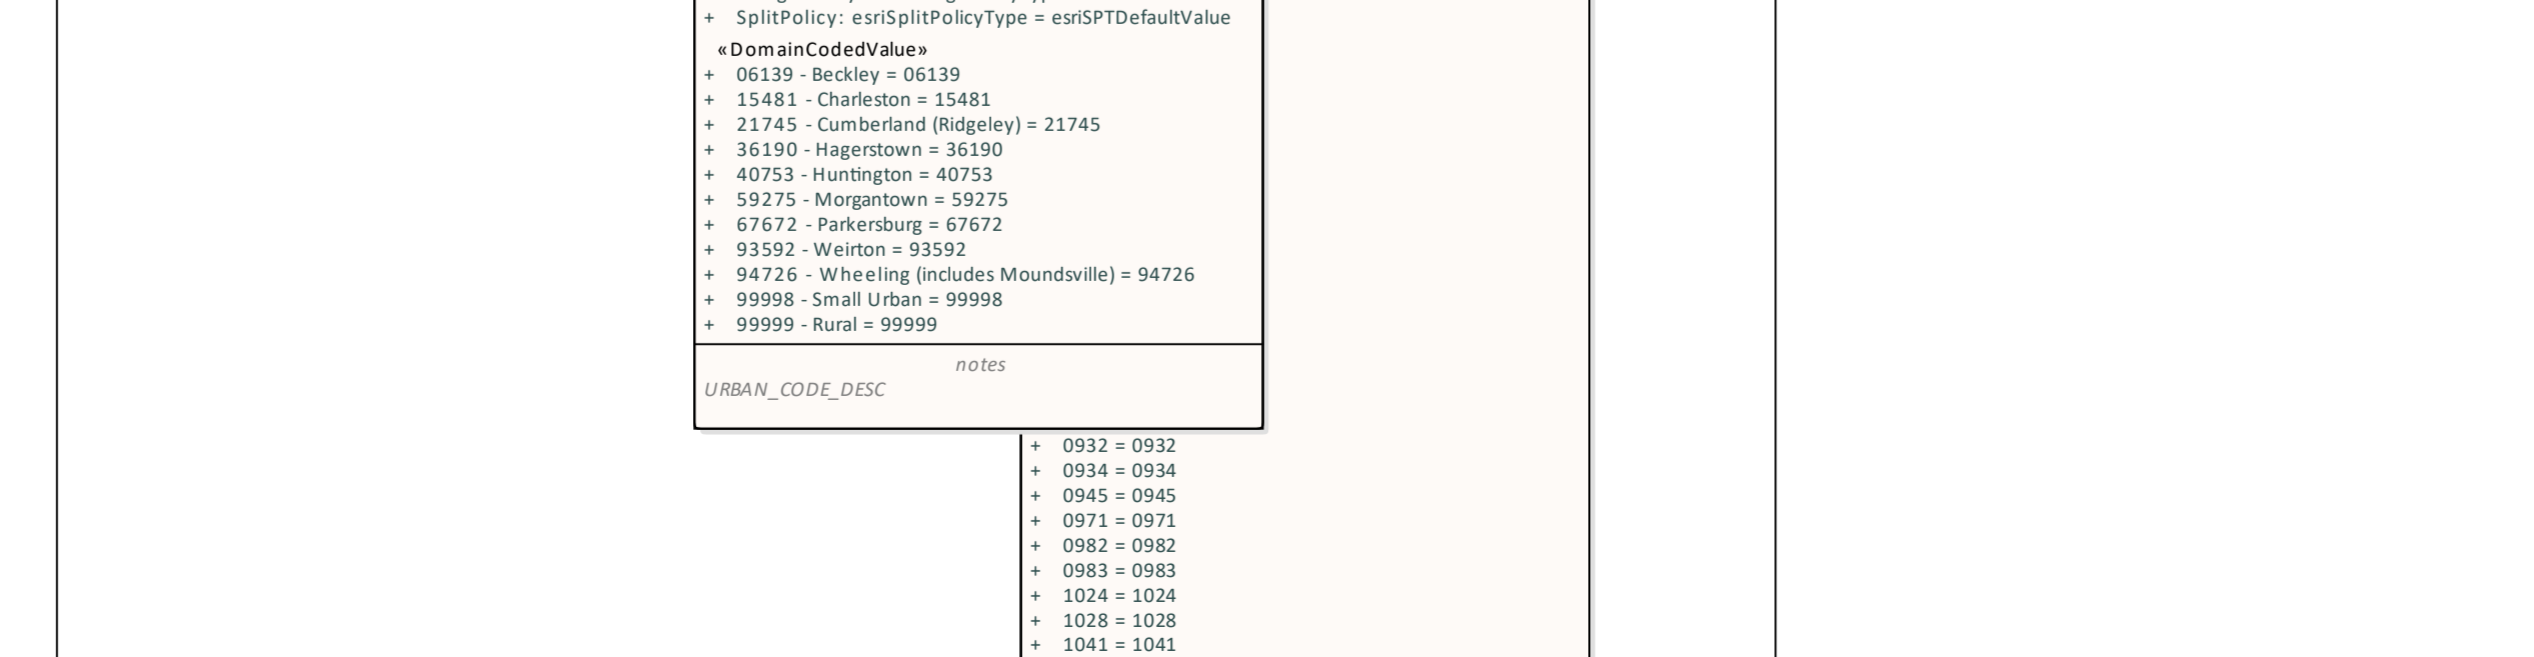 + SplitPolicy: esriSplitPolicyType = esriSPTDefaultValue
«DomainCodedValue»
+ 06139 - Beckley = 06139
+ 15481 - Charleston = 15481
+ 21745 - Cumberland (Ridgeley) = 21745
+ 36190 - Hagerstown = 36190
+ 40753 - Huntington = 40753
+ 59275 - Morgantown = 59275
+ 67672 - Parkersburg = 67672
+ 93592 - Weirton = 93592
+ 94726 - Wheeling (includes Moundsville) = 94726
+ 99998 - Small Urban = 99998
+ 99999 - Rural = 99999
notes
URBAN_CODE_DESC
+ 0932 = 0932
+ 0934 = 0934
+ 0945 = 0945
+ 0971 = 0971
+ 0982 = 0982
+ 0983 = 0983
+ 1024 = 1024
+ 1028 = 1028
+ 1041 = 1041